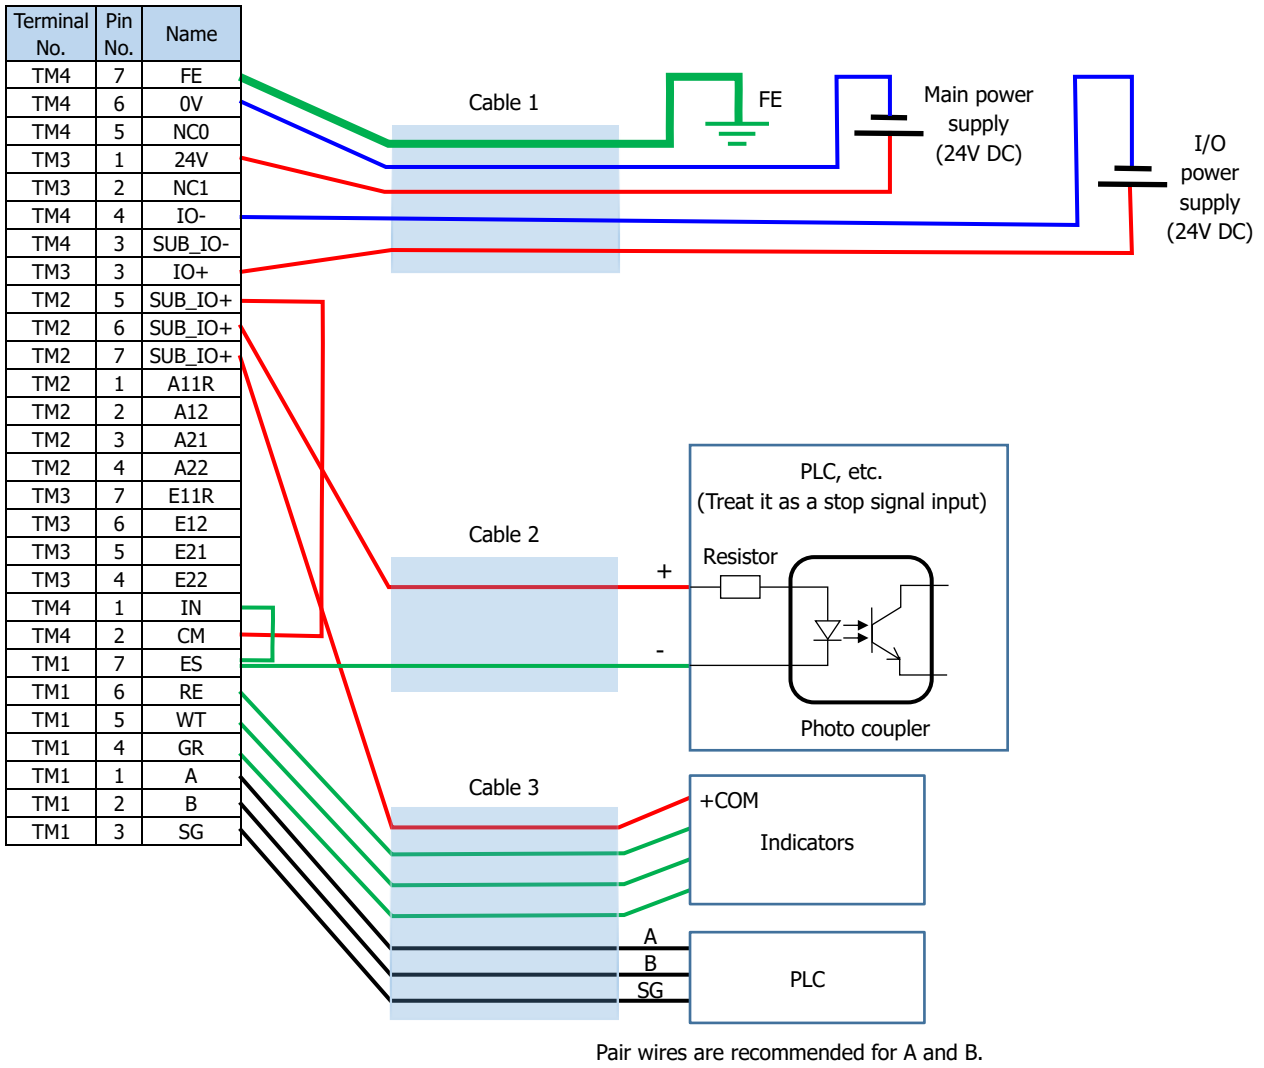 Terminal No. Pin No. Name
TM4 7 FE
TM4 6 0V
TM4 5 NC0
TM3 1 24V
TM3 2 NC1
TM4 4 IO-
TM4 3 SUB_IO-
TM3 3 IO+
TM2 5 SUB_IO+
TM2 6 SUB_IO+
TM2 7 SUB_IO+
TM2 1 A11R
TM2 2 A12
TM2 3 A21
TM2 4 A22
TM3 7 E11R
TM3 6 E12
TM3 5 E21
TM3 4 E22
TM4 1 IN
TM4 2 CM
TM1 7 ES
TM1 6 RE
TM1 5 WT
TM1 4 GR
TM1 1 A
TM1 2 B
TM1 3 SG
Cable 1
FE
Main power
supply
(24V DC)
I/O
power
supply
(24V DC)
Cable 2
PLC, etc.
(Treat it as a stop signal input)
Resistor
+
-
Photo coupler
Cable 3
+COM
Indicators
A
B
SG
PLC
Pair wires are recommended for A and B.